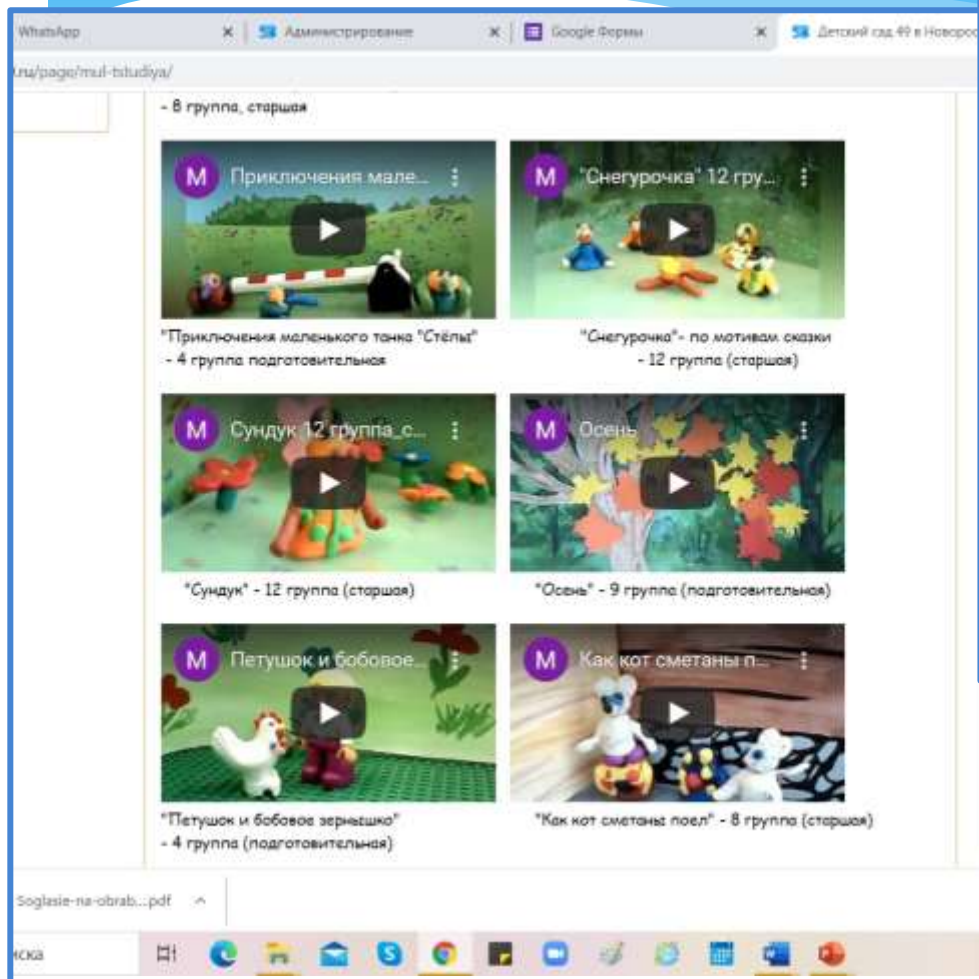 WhatsApp
Администрирование
Google Формы
Детский сад 49 в Новорос
.ru/page/mul-tstudiya/
- 8 группа, старшая
М Приключения мале...
М "Снегурочка" 12 гру...
"Приключения маленького танка "Стёпы"
- 4 группа подготовительная
"Снегурочка"- по мотивам сказки
- 12 группа (старшая)
М Сундук 12 группа_с...
М Осень
"Сундук" - 12 группа (старшая)
"Осень" - 9 группа (подготовительная)
М Петушок и бобовое...
М Как кот сметаны п...
"Петушок и бобовое зернышко"
- 4 группа (подготовительная)
"Как кот сметаны поел" - 8 группа (старшая)
Soglasie-na-obrab....pdf
иска